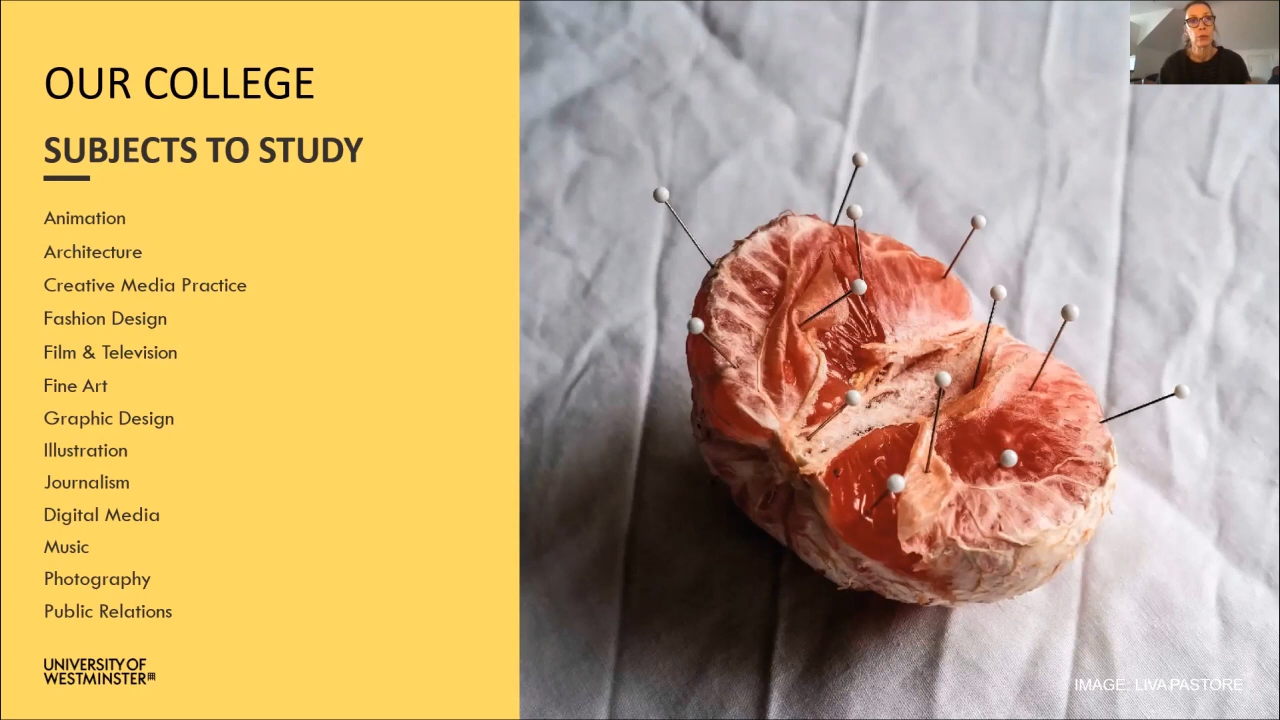 OUR COLLEGE
SUBJECTS TO STUDY
Animation
Architecture
Creative Media Practice
Fashion Design
Film & Television
Fine Art
Graphic Design
Illustration
Journalism
Digital Media
Music
Photography
Public Relations
UNIVERSITY OF
WESTMINSTER
IMAGE: LIVA PASTORE